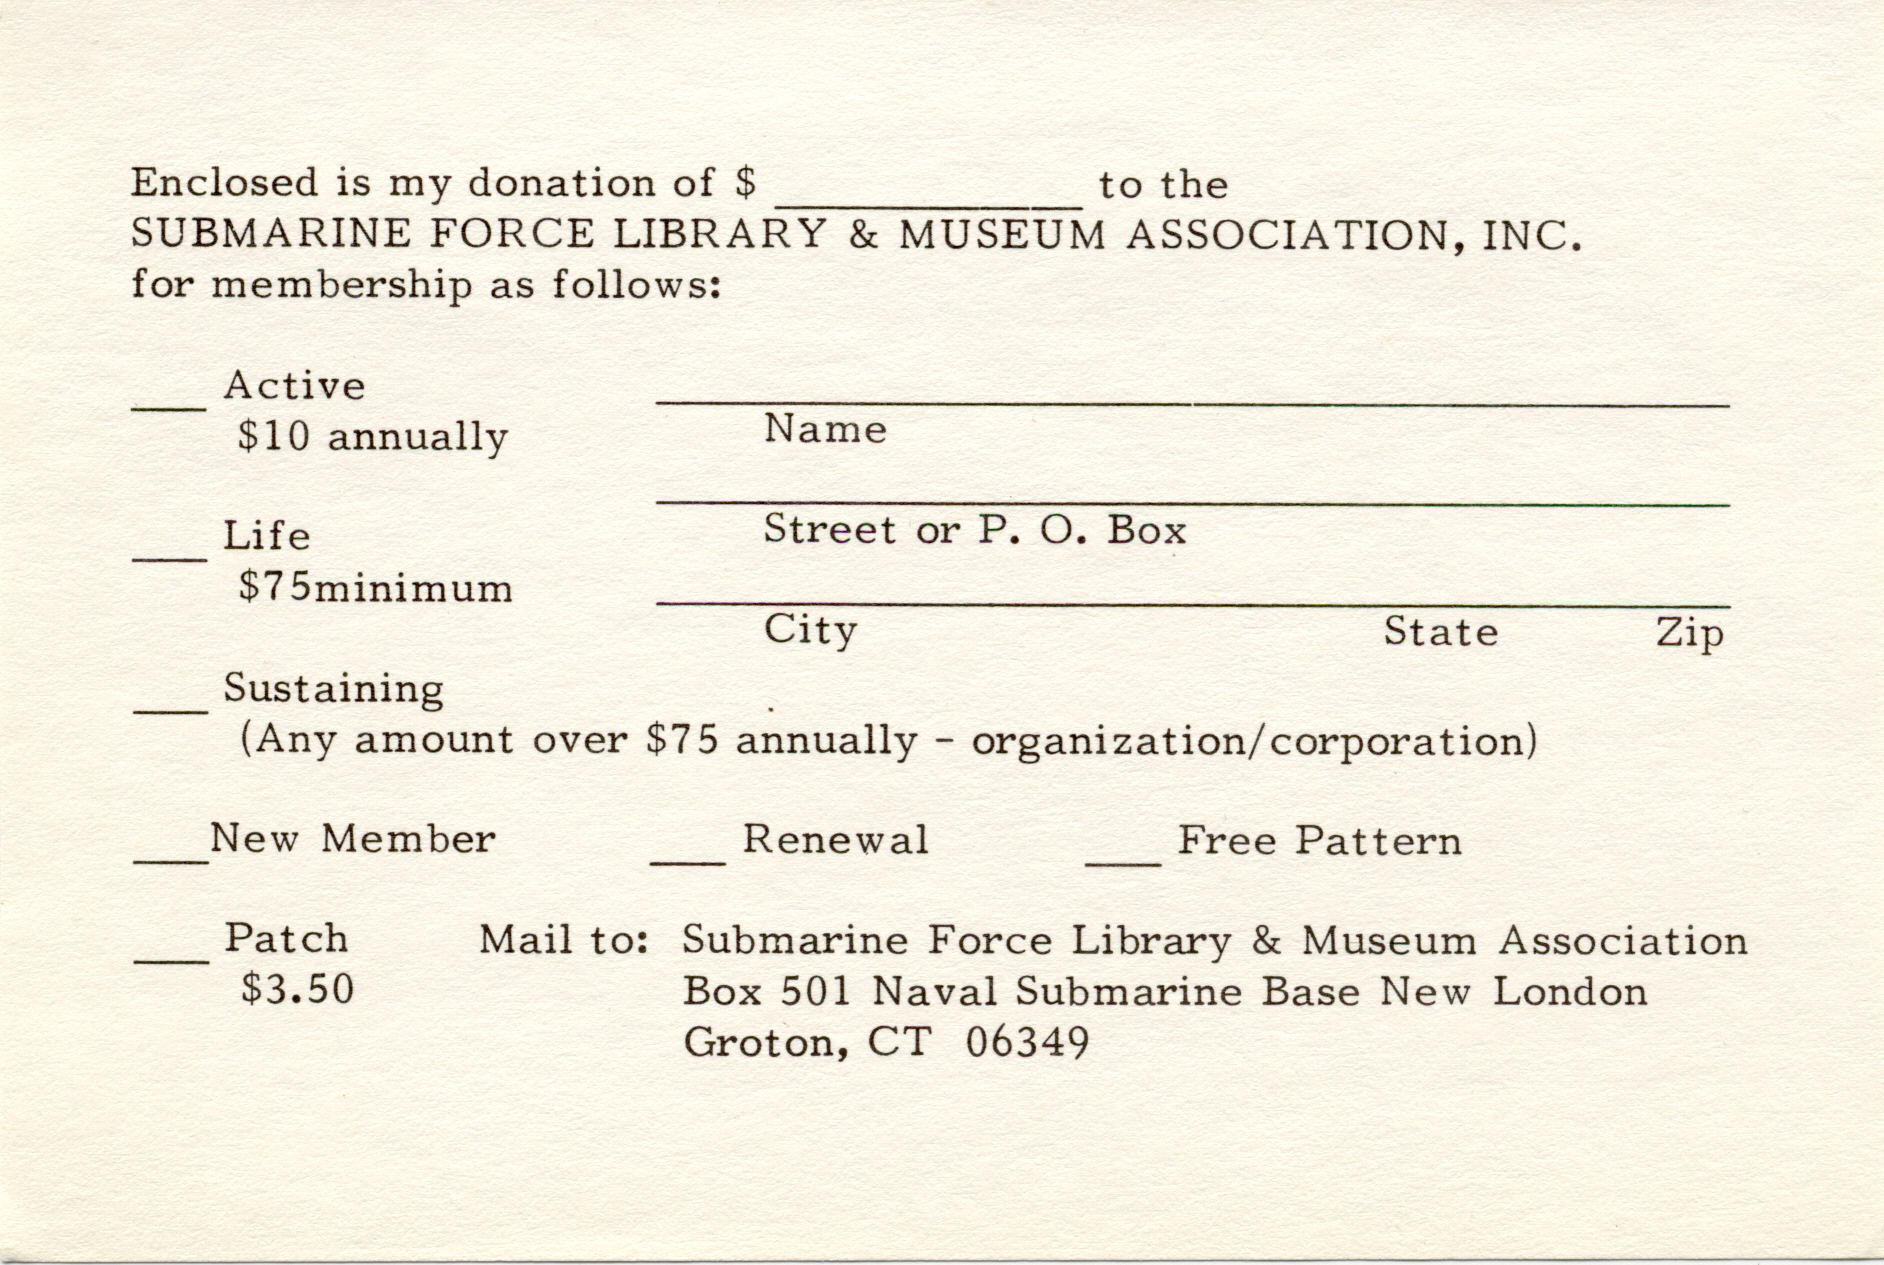 Enclosed is my donation of $ ____________ to the
SUBMARINE FORCE LIBRARY & MUSEUM ASSOCIATION, INC.
for membership as follows:
___ Active
$10 annually
Name
Street or P. O. Box
___ Life
$75minimum
City State Zip
___ Sustaining
(Any amount over $75 annually - organization/corporation)
___New Member ___ Renewal ___ Free Pattern
___ Patch Mail to: Submarine Force Library & Museum Association
$3.50 Box 501 Naval Submarine Base New London
Groton, CT 06349